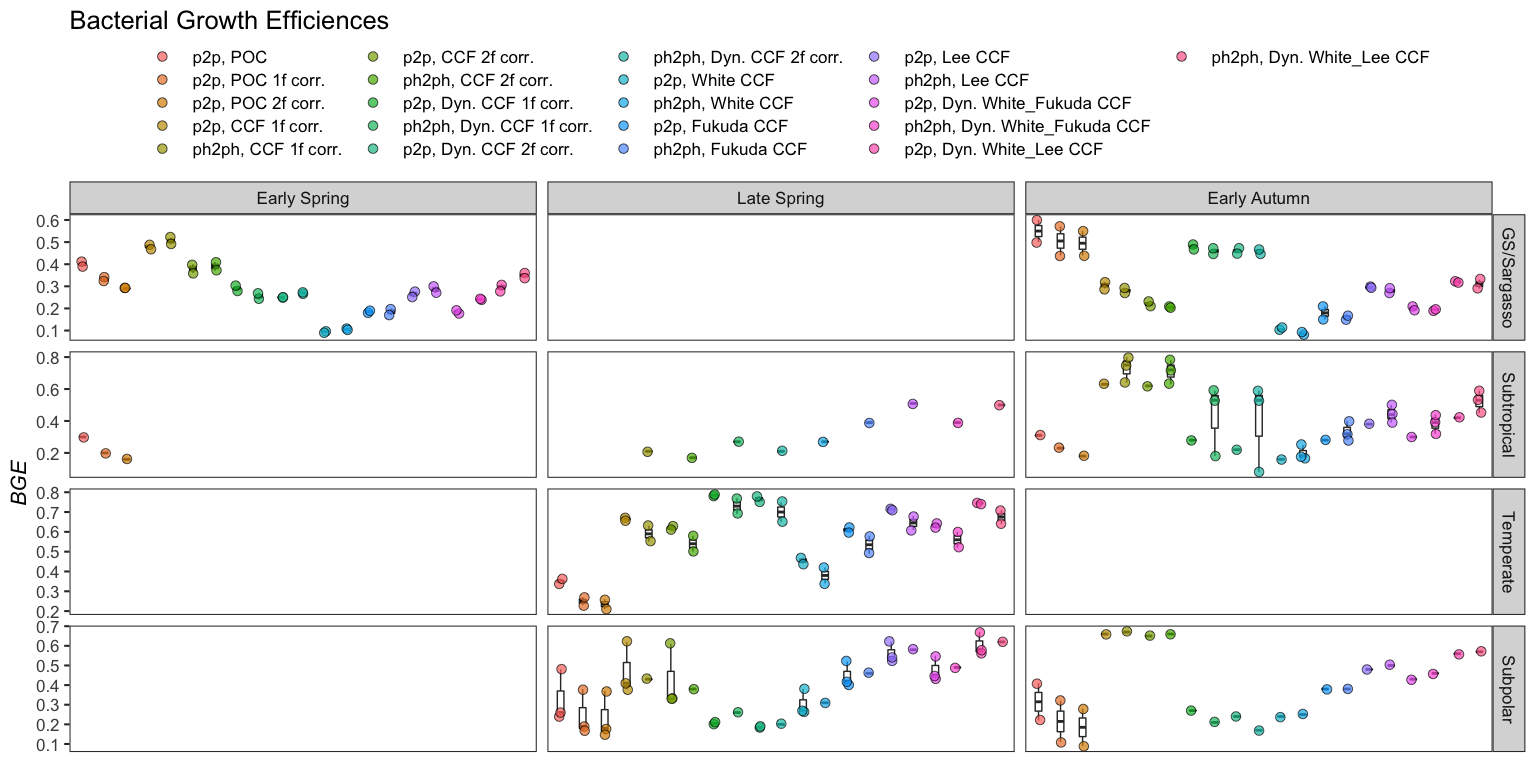 Bacterial Growth Efficiences
p2p, POC
p2p, POC 1f corr.
p2p, POC 2f corr.
p2p, CCF 1f corr.
ph2ph, CCF 1f corr.
p2p, CCF 2f corr.
ph2ph, CCF 2f corr.
p2p, Dyn. CCF 1f corr.
ph2ph, Dyn. CCF 1f corr.
p2p, Dyn. CCF 2f corr.
ph2ph, Dyn. CCF 2f corr.
p2p, White CCF
ph2ph, White CCF
p2p, Fukuda CCF
ph2ph, Fukuda CCF
p2p, Lee CCF
ph2ph, Lee CCF
p2p, Dyn. White_Fukuda CCF
ph2ph, Dyn. White_Fukuda CCF
p2p, Dyn. White_Lee CCF
ph2ph, Dyn. White_Lee CCF
Early Spring
Late Spring
Early Autumn
BGE
0.6
0.5
0.4
0.3
0.2
0.1
GS/Sargasso
0.8
0.6
0.4
0.2
Subtropical
0.8
0.7
0.6
0.5
0.4
0.3
0.2
Temperate
0.7
0.6
0.5
0.4
0.3
0.2
0.1
Subpolar